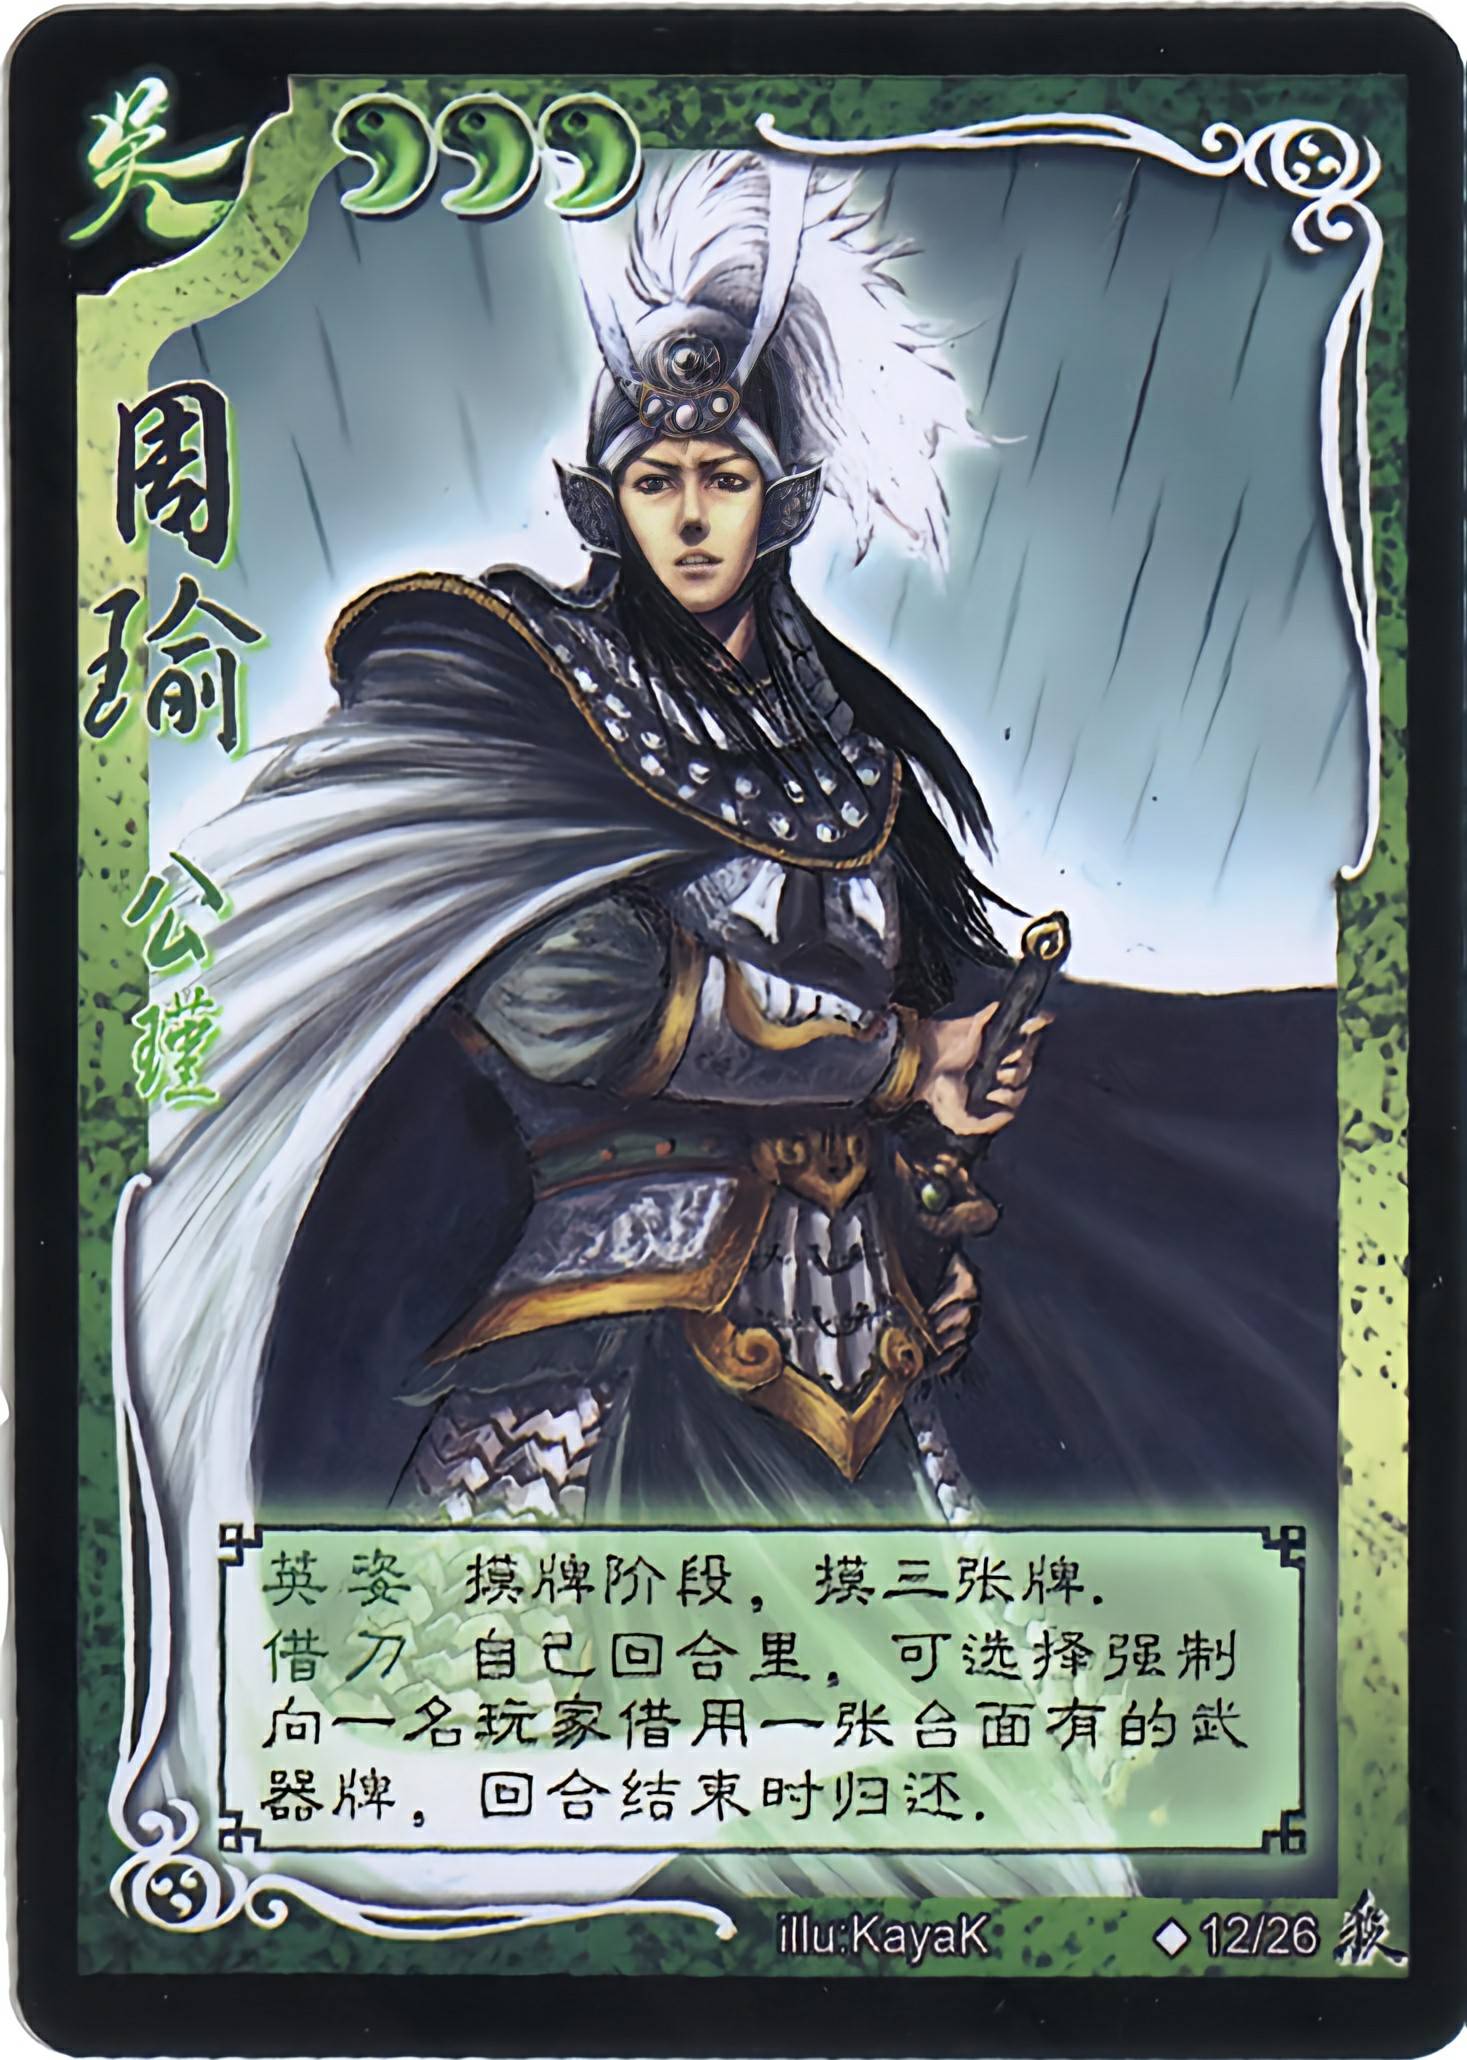 吴
周瑜
公瑾
英姿 摸牌阶段，摸三张牌.
借刀 自己回合里，可选择强制
向一名玩家借用一张台面有的武
器牌，回合结束时归还.
illu:KayaK
◆ 12/26